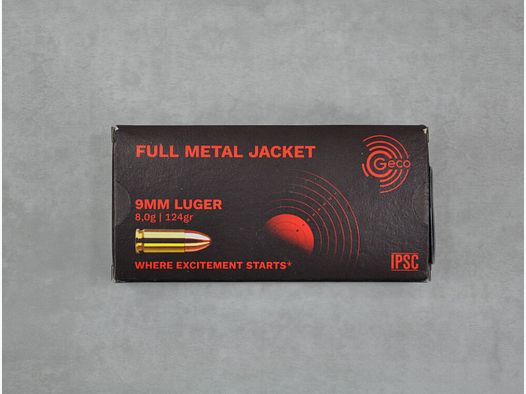 FULL METAL JACKET
Geco
9MM LUGER
8,0g | 124gr
WHERE EXCITEMENT STARTS*
IPSC